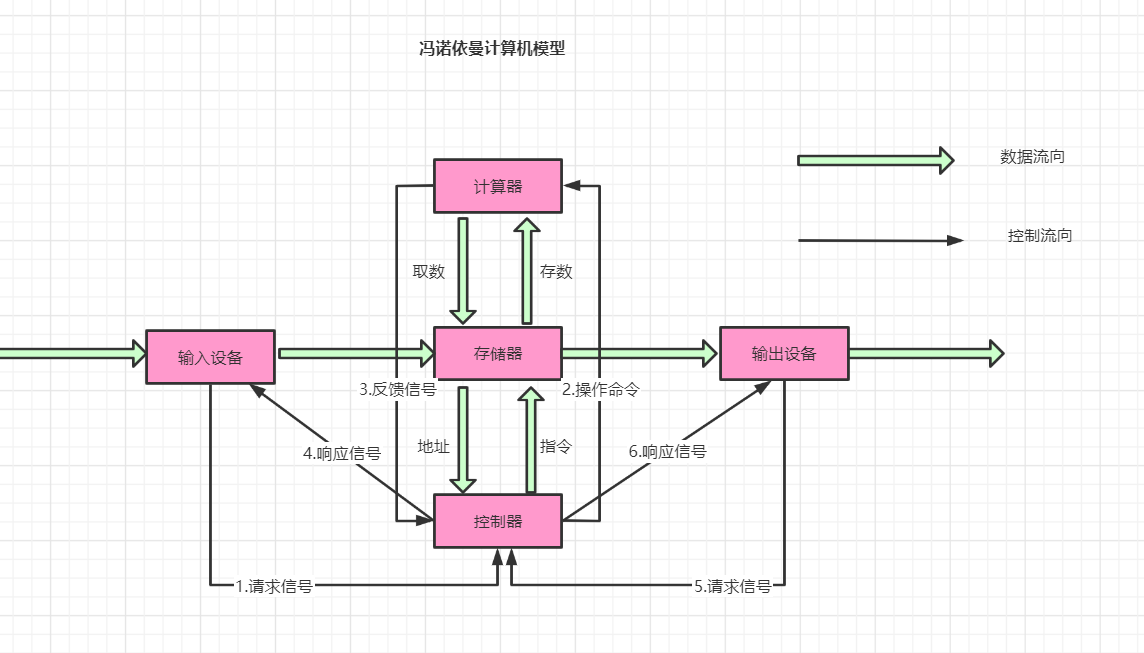 冯诺依曼计算机模型
数据流向
计算器
控制流向
取数
存数
输入设备
存储器
输出设备
3.反馈信号
2.操作命令
地址
指令
4.响应信号
6.响应信号
控制器
1.请求信号
5.请求信号